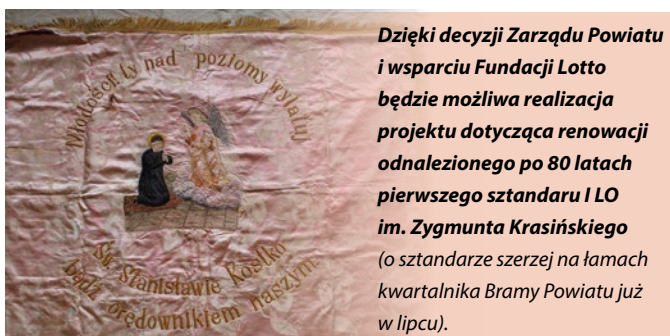 Młodości! ty nad poziomy wylatuj
Św. Stanisławie Kostko
bądź orędownikiem naszym.
Dzięki decyzji Zarządu Powiatu
i wsparciu Fundacji Lotto
będzie możliwa realizacja
projektu dotycząca renowacji
odnalezionego po 80 latach
pierwszego sztandaru I LO
im. Zygmunta Krasińskiego
(o sztandarze szerzej na łamach
kwartalnika Bramy Powiatu już
w lipcu).